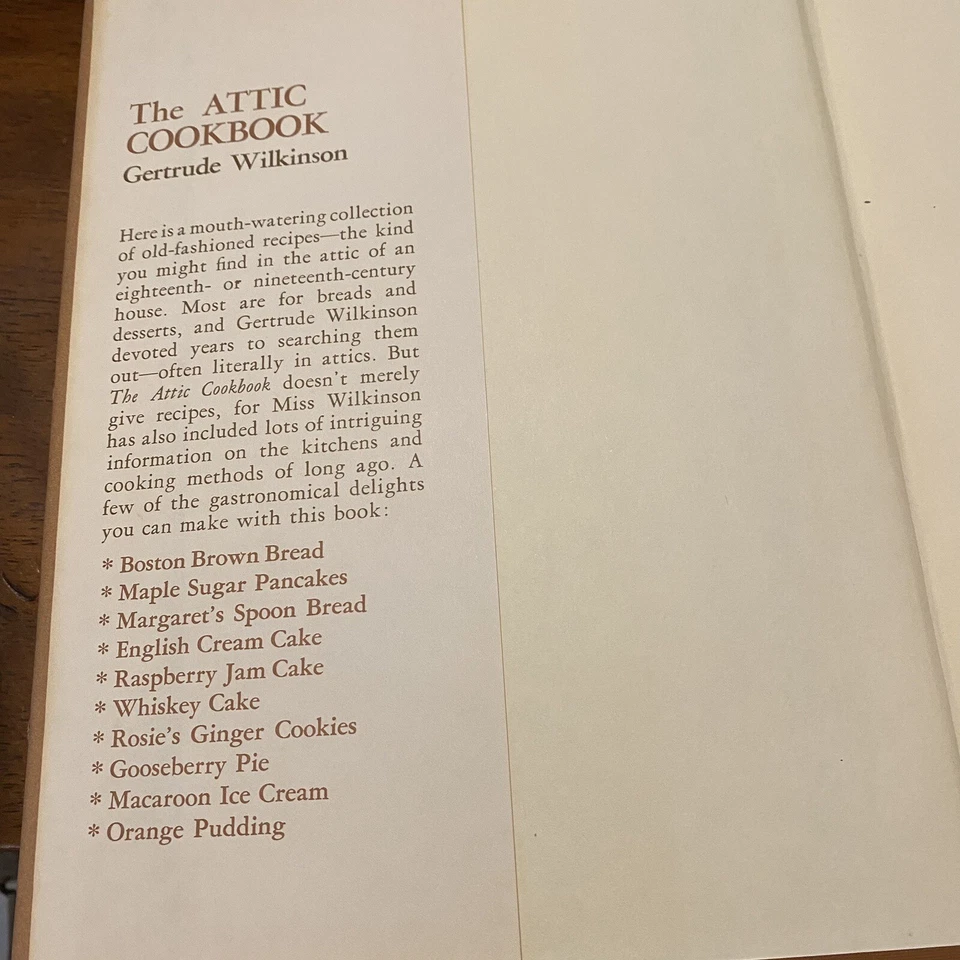 The ATTIC
COOKBOOK
Gertrude Wilkinson
Here is a mouth-watering collection
of old-fashioned recipes—the kind
you might find in the attic of an
eighteenth- or nineteenth-century
house. Most are for breads and
desserts, and Gertrude Wilkinson
devoted years to searching them
out—often literally in attics. But
The Attic Cookbook doesn't merely
give recipes, for Miss Wilkinson
has also included lots of intriguing
information on the kitchens and
cooking methods of long ago. A
few of the gastronomical delights
you can make with this book:
* Boston Brown Bread
* Maple Sugar Pancakes
* Margaret's Spoon Bread
* English Cream Cake
* Raspberry Jam Cake
* Whiskey Cake
* Rosie's Ginger Cookies
* Gooseberry Pie
* Macaroon Ice Cream
* Orange Pudding